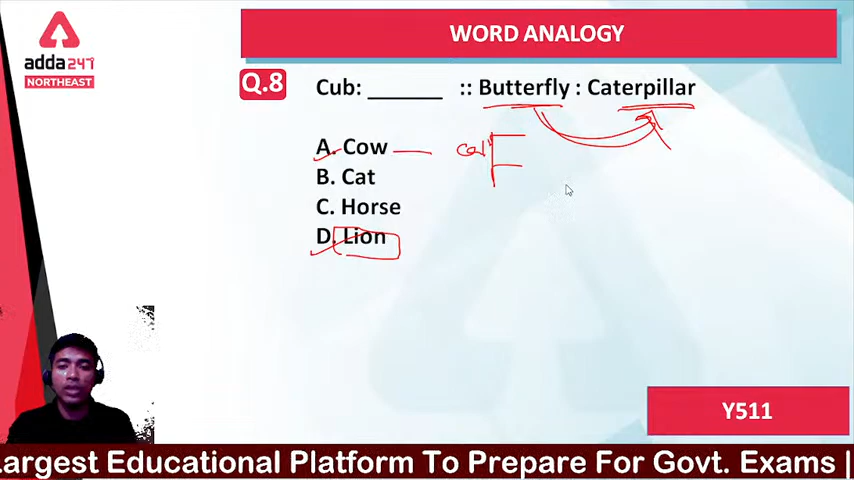 WORD ANALOGY
adda247
NORTHEAST
Q.8 Cub: ______ :: Butterfly : Caterpillar
A. Cow
B. Cat
C. Horse
D. Lion
Y511
Largest Educational Platform To Prepare For Govt. Exams |